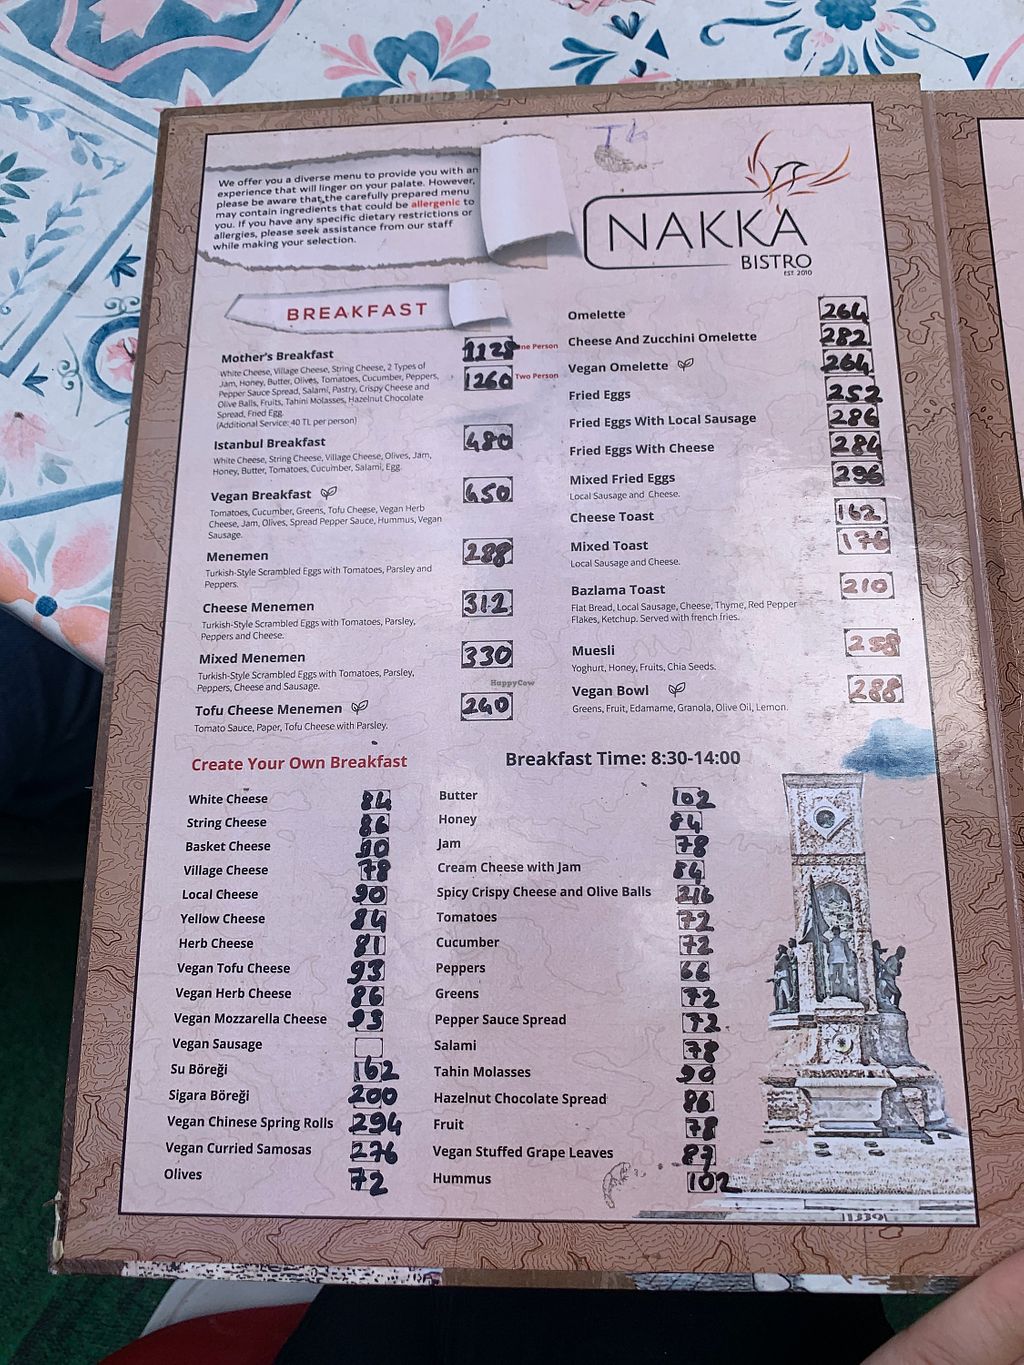 We offer you a diverse menu to provide you with an
experience that will linger on your palate. However,
please be aware that the carefully prepared menu
may contain ingredients that could be allergenic to
you. If you have any specific dietary restrictions or
allergies, please seek assistance from our staff
while making your selection.
NAKKA
BISTRO
EST. 2010
BREAKFAST
Mother's Breakfast 1128 One Person
1260 Two Person
White Cheese, Village Cheese, String Cheese, 2 Types of
Jam, Honey, Butter, Olives, Tomatoes, Cucumber, Peppers,
Pepper Sauce Spread, Salami, Pastry, Crispy Cheese and
Olive Balls, Fruits, Tahini Molasses, Hazelnut Chocolate
Spread, Fried Egg.
(Additional Service: 40 TL per person)
Istanbul Breakfast 480
White Cheese, String Cheese, Village Cheese, Olives, Jam,
Honey, Butter, Tomatoes, Cucumber, Salami, Egg.
Vegan Breakfast 450
Tomatoes, Cucumber, Greens, Tofu Cheese, Vegan Herb
Cheese, Jam, Olives, Spread Pepper Sauce, Hummus, Vegan
Sausage.
Menemen 288
Turkish-Style Scrambled Eggs with Tomatoes, Parsley and
Peppers.
Cheese Menemen 312
Turkish-Style Scrambled Eggs with Tomatoes, Parsley,
Peppers and Cheese.
Mixed Menemen 330
Turkish-Style Scrambled Eggs with Tomatoes, Parsley,
Peppers, Cheese and Sausage.
Tofu Cheese Menemen 240
Tomato Sauce, Paper, Tofu Cheese with Parsley.
Omelette 264
Cheese And Zucchini Omelette 282
Vegan Omelette 264
Fried Eggs 252
Fried Eggs With Local Sausage 286
Fried Eggs With Cheese 284
Mixed Fried Eggs 296
Local Sausage and Cheese.
Cheese Toast 162
Mixed Toast 176
Local Sausage and Cheese.
Bazlama Toast 210
Flat Bread, Local Sausage, Cheese, Thyme, Red Pepper
Flakes, Ketchup. Served with french fries.
Muesli 258
Yoghurt, Honey, Fruits, Chia Seeds.
Vegan Bowl 288
Greens, Fruit, Edamame, Granola, Olive Oil, Lemon.
HappyCow
Create Your Own Breakfast
Breakfast Time: 8:30-14:00
White Cheese 84
String Cheese 86
Basket Cheese 90
Village Cheese 78
Local Cheese 90
Yellow Cheese 84
Herb Cheese 81
Vegan Tofu Cheese 93
Vegan Herb Cheese 86
Vegan Mozzarella Cheese 93
Vegan Sausage
Su Böreği 162
Sigara Böreği 200
Vegan Chinese Spring Rolls 294
Vegan Curried Samosas 276
Olives 72
Butter 102
Honey 84
Jam 78
Cream Cheese with Jam 84
Spicy Crispy Cheese and Olive Balls 216
Tomatoes 72
Cucumber 72
Peppers 66
Greens 72
Pepper Sauce Spread 72
Salami 78
Tahin Molasses 90
Hazelnut Chocolate Spread 86
Fruit 78
Vegan Stuffed Grape Leaves 87
Hummus 102